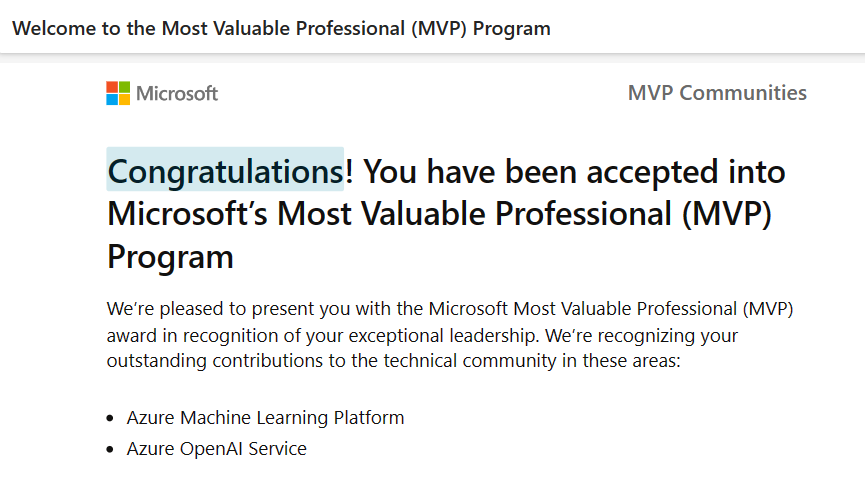 Welcome to the Most Valuable Professional (MVP) Program
Microsoft
MVP Communities
Congratulations! You have been accepted into
Microsoft’s Most Valuable Professional (MVP)
Program
We’re pleased to present you with the Microsoft Most Valuable Professional (MVP)
award in recognition of your exceptional leadership. We’re recognizing your
outstanding contributions to the technical community in these areas:
• Azure Machine Learning Platform
• Azure OpenAI Service